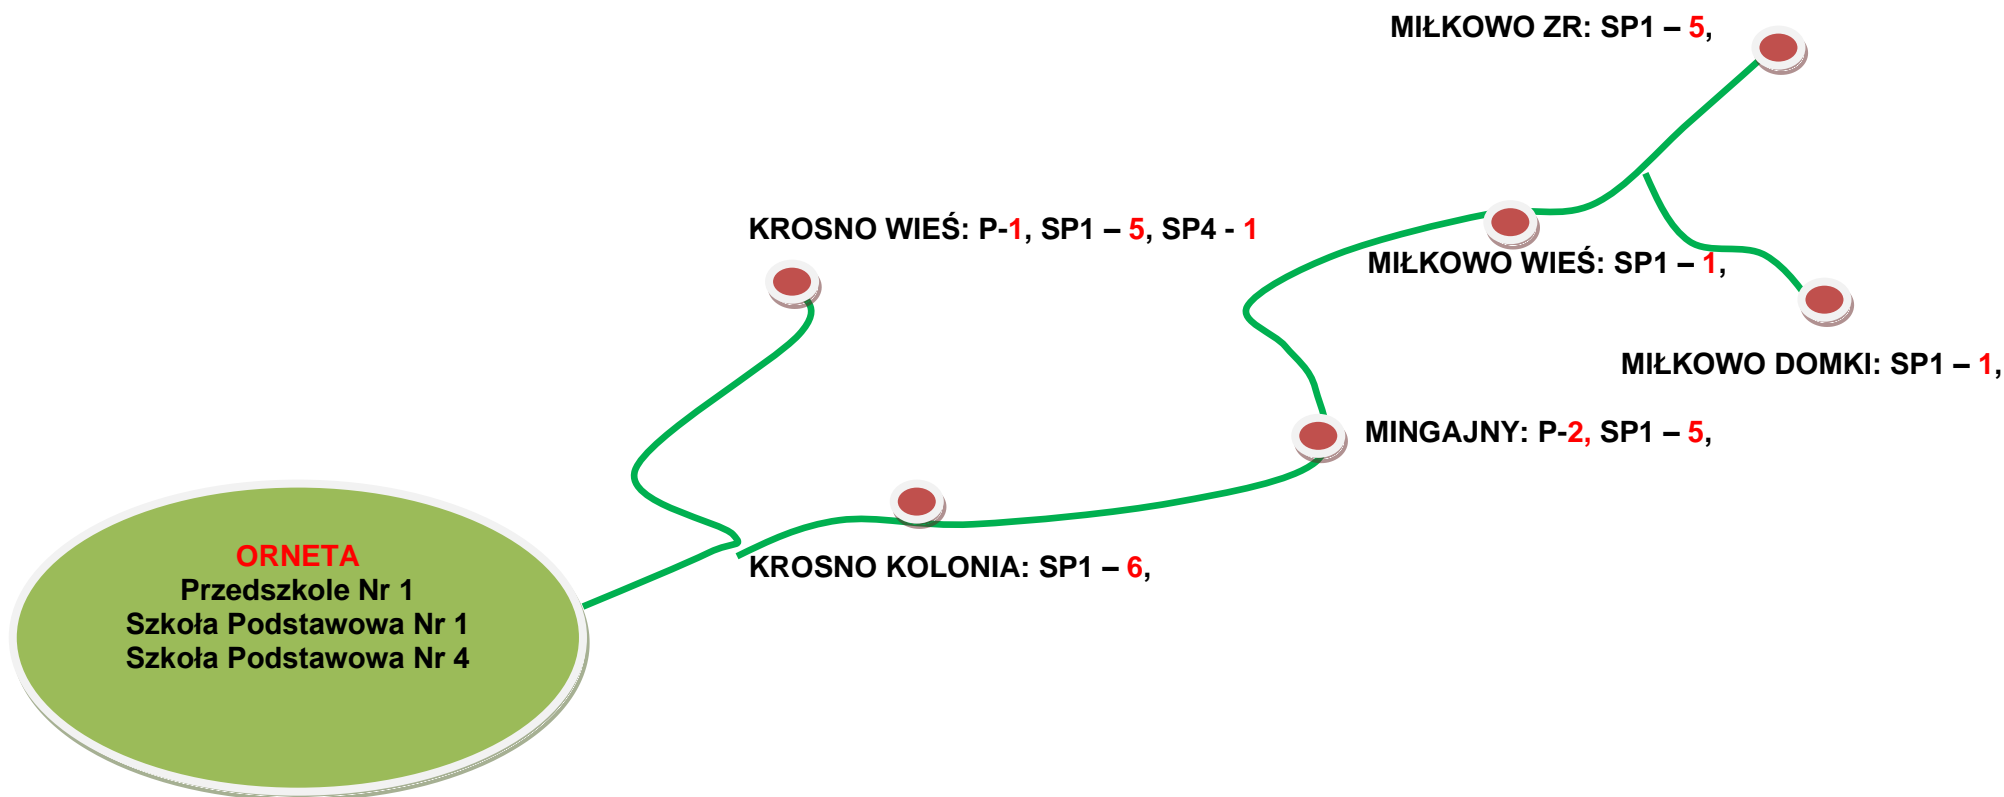 MIŁKOWO ZR: SP1 – 5,
KROSNO WIEŚ: P-1, SP1 – 5, SP4 - 1
MIŁKOWO WIEŚ: SP1 – 1,
MIŁKOWO DOMKI: SP1 – 1,
MINGAJNY: P-2, SP1 – 5,
KROSNO KOLONIA: SP1 – 6,
ORNETA
Przedszkole Nr 1
Szkoła Podstawowa Nr 1
Szkoła Podstawowa Nr 4